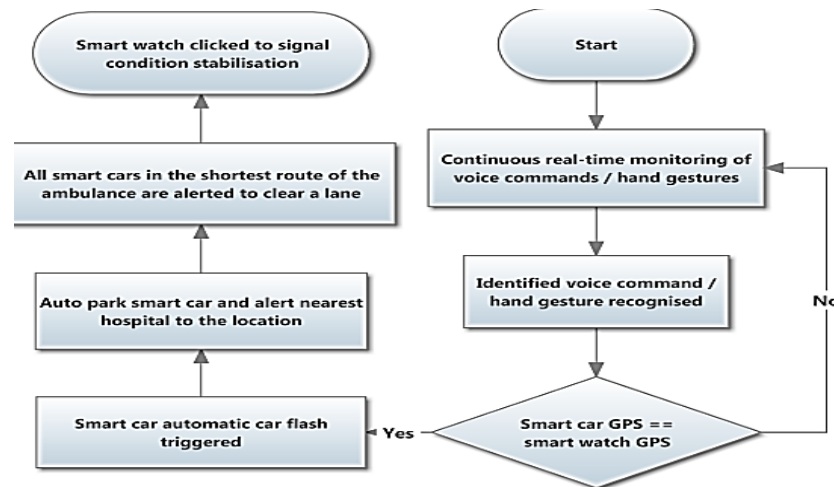 Start
Continuous real-time monitoring of
voice commands / hand gestures
Identified voice command /
hand gesture recognised
Smart car GPS ==
smart watch GPS
No
Yes
Smart car automatic car flash
triggered
Auto park smart car and alert nearest
hospital to the location
All smart cars in the shortest route of the
ambulance are alerted to clear a lane
Smart watch clicked to signal
condition stabilisation